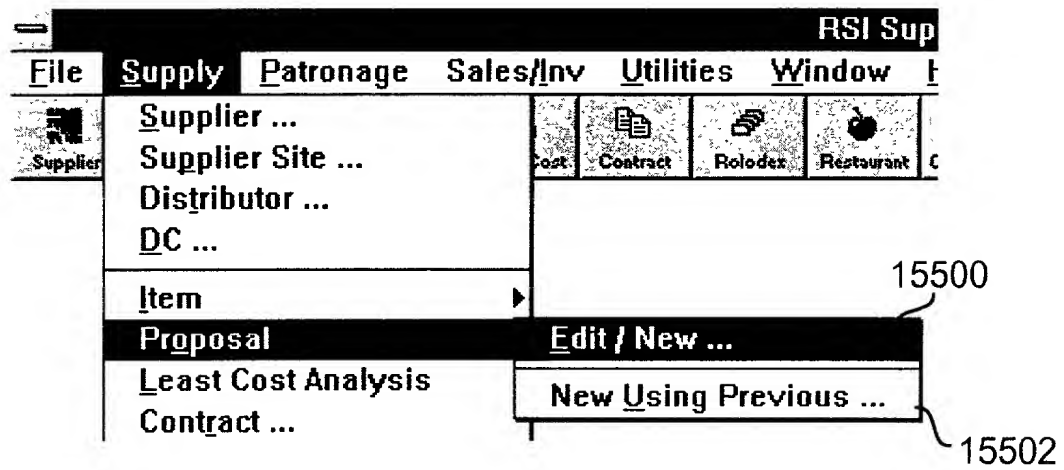 RSI Sup
File Supply Patronage Sales/Inv Utilities Window H
Supplier Cost Contract Rolodex Restaurant
Supplier ...
Supplier Site ...
Distributor ...
DC ...
15500
Item
Proposal Edit / New ...
Least Cost Analysis New Using Previous ...
Contract ...
15502